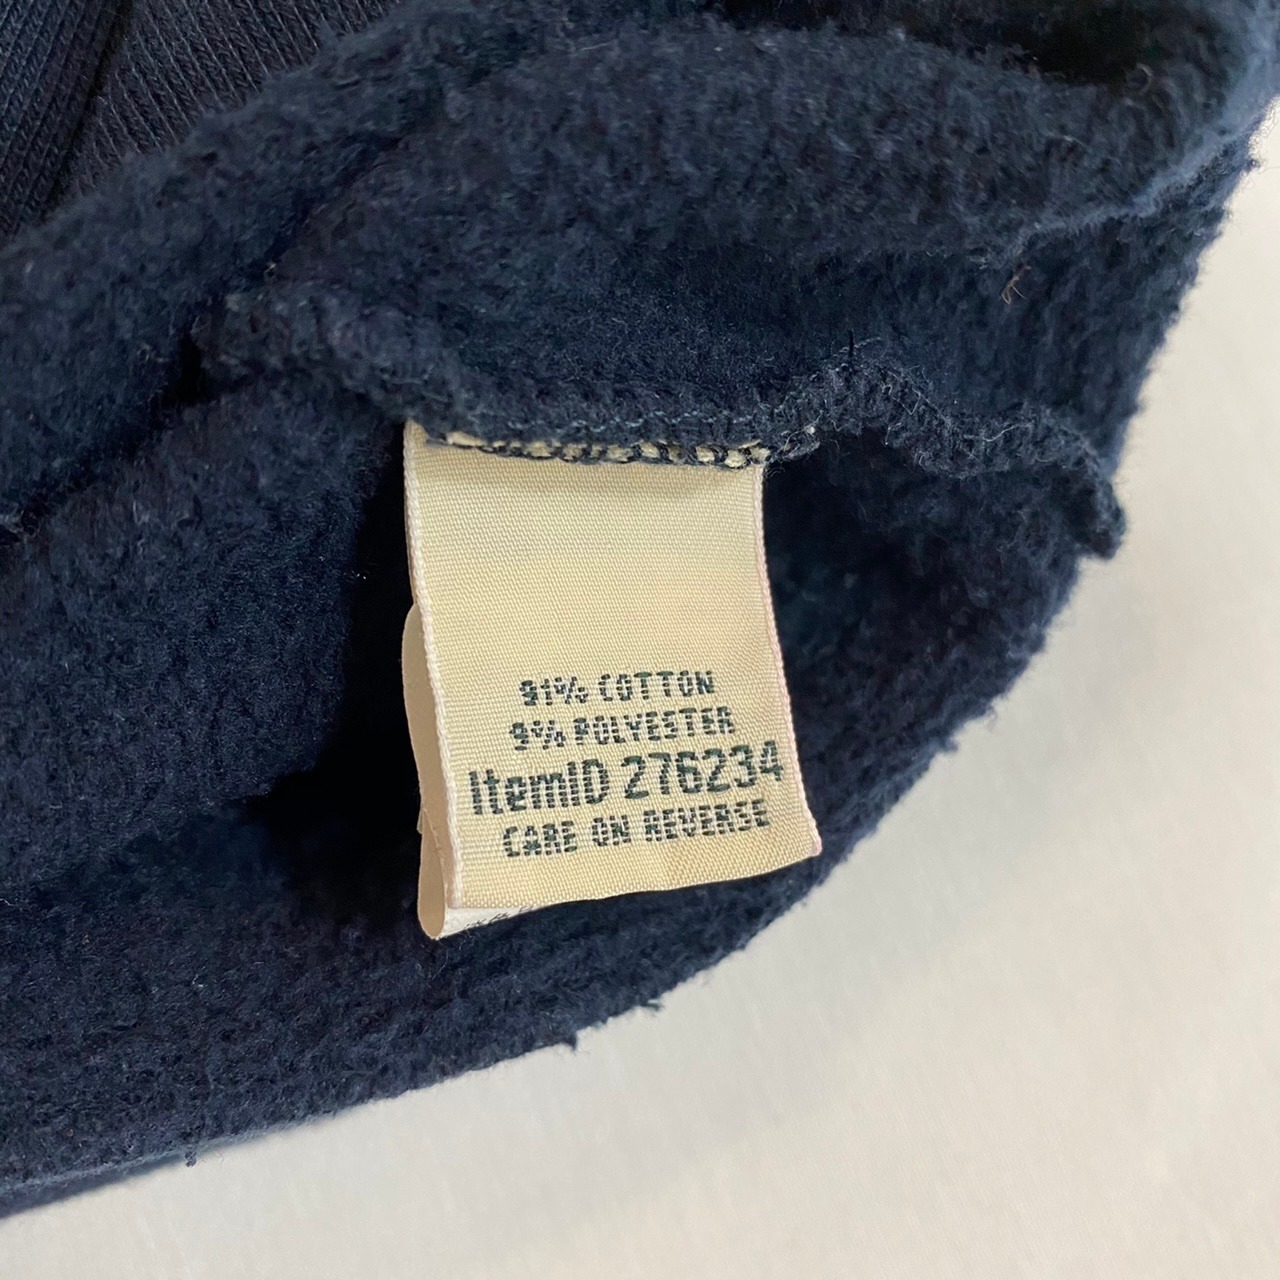 91% COTTON
9% POLYESTER
ItemID 276234
CARE ON REVERSE